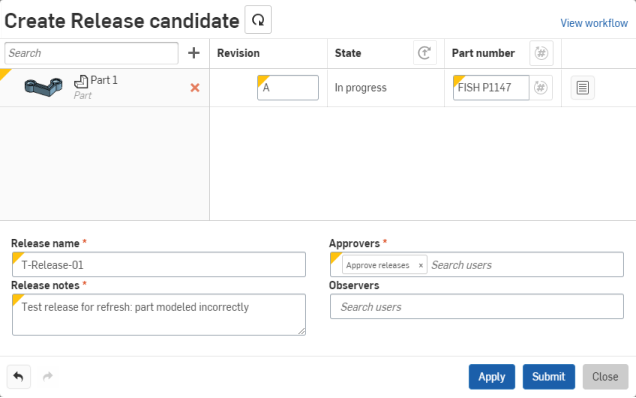 Create Release candidate
View workflow
Search
Revision
State
Part number
Part 1
Part
A
In progress
FISH P1147
Release name *
T-Release-01
Approvers *
Approve releases × Search users
Release notes *
Test release for refresh: part modeled incorrectly
Observers
Search users
Apply
Submit
Close